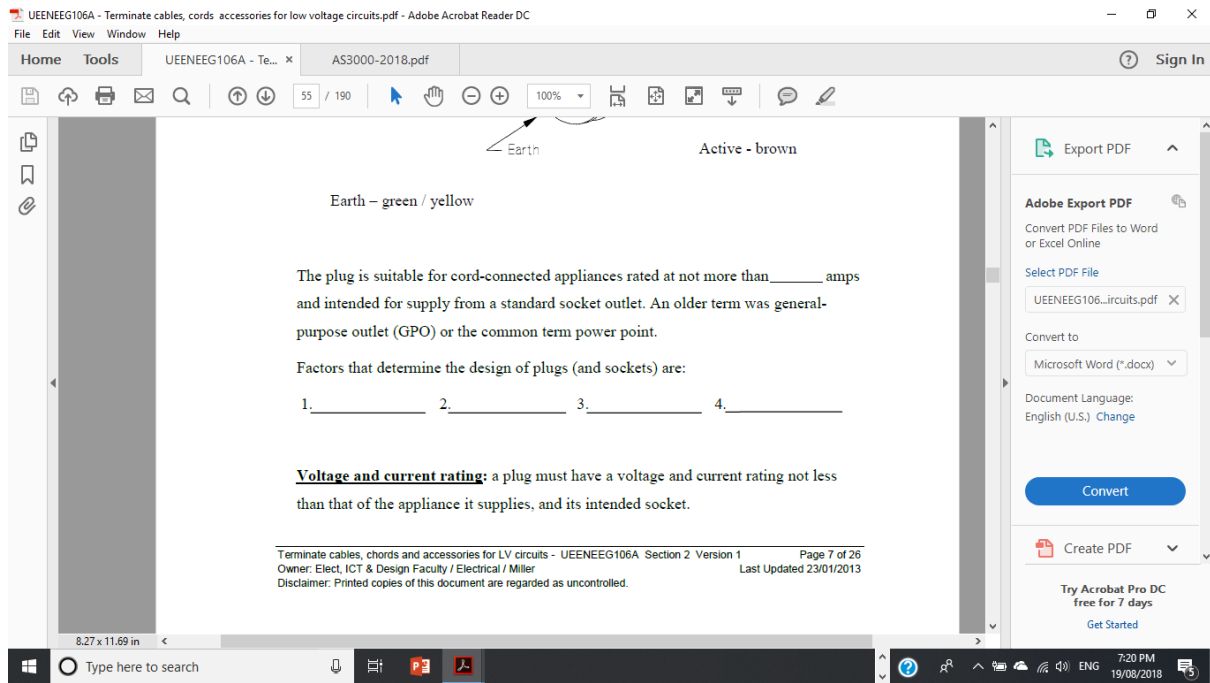 UEENEEG106A - Terminate cables, cords  accessories for low voltage circuits.pdf - Adobe Acrobat Reader DC
File Edit View Window Help
Home Tools UEENEEG106A - Te... × AS3000-2018.pdf Sign In
55 / 190 100%
Earth
Active - brown
Earth – green / yellow
The plug is suitable for cord-connected appliances rated at not more than_______ amps
and intended for supply from a standard socket outlet. An older term was general-
purpose outlet (GPO) or the common term power point.
Factors that determine the design of plugs (and sockets) are:
1._______________ 2._______________ 3._______________ 4._______________
Voltage and current rating: a plug must have a voltage and current rating not less
than that of the appliance it supplies, and its intended socket.
Terminate cables, chords and accessories for LV circuits - UEENEEG106A Section 2 Version 1 Page 7 of 26
Owner: Elect, ICT & Design Faculty / Electrical / Miller Last Updated 23/01/2013
Disclaimer: Printed copies of this document are regarded as uncontrolled.
8.27 x 11.69 in
Export PDF
Adobe Export PDF
Convert PDF Files to Word
or Excel Online
Select PDF File
UEENEEG106...ircuits.pdf
Convert to
Microsoft Word (*.docx)
Document Language:
English (U.S.) Change
Convert
Create PDF
Try Acrobat Pro DC
free for 7 days
Get Started
Type here to search
ENG
7:20 PM
19/08/2018
5